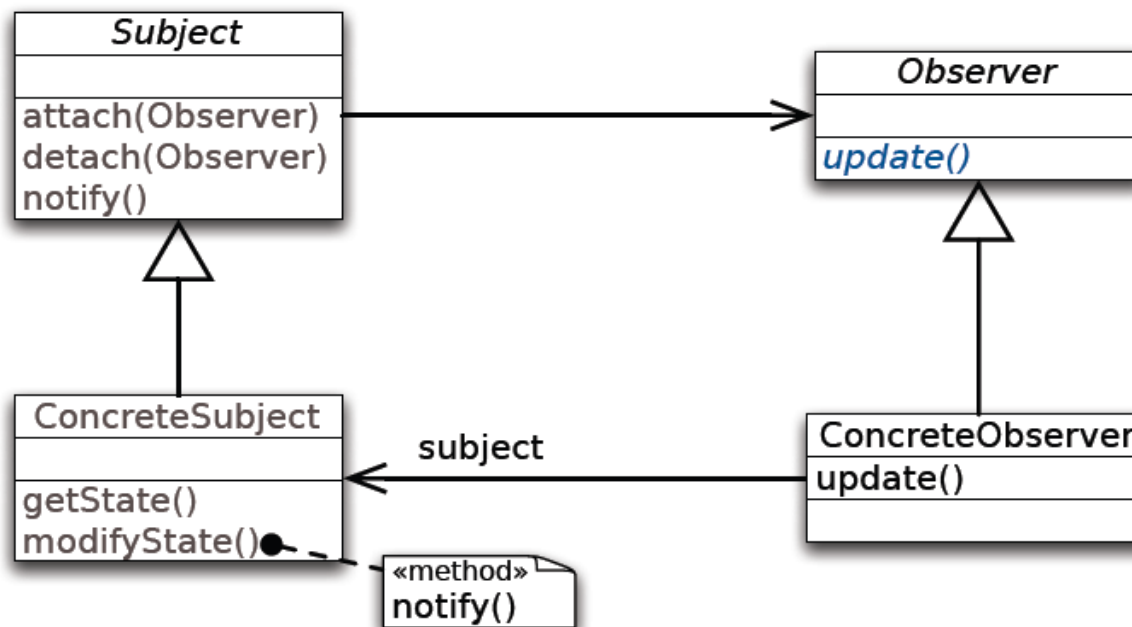 Subject
attach(Observer)
detach(Observer)
notify()
Observer
update()
ConcreteSubject
getState()
modifyState()
subject
ConcreteObserver
update()
«method»
notify()